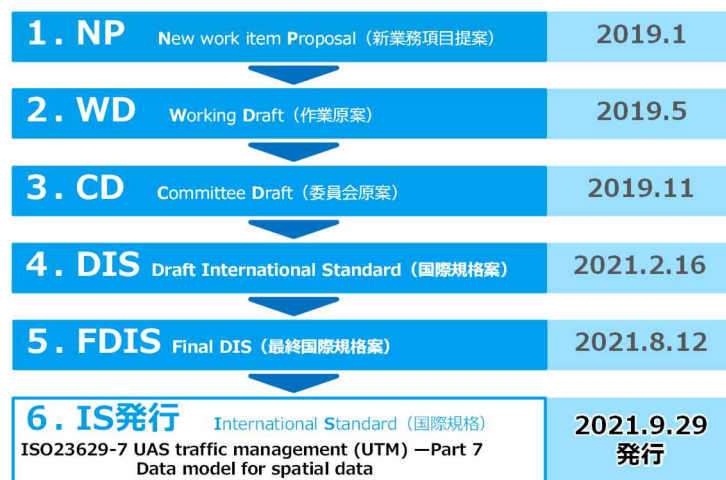 1. NP New work item Proposal（新業務項目提案） 2019.1
2. WD Working Draft（作業原案） 2019.5
3. CD Committee Draft（委員会原案） 2019.11
4. DIS Draft International Standard（国際規格案） 2021.2.16
5. FDIS Final DIS（最終国際規格案） 2021.8.12
6. IS発行 International Standard（国際規格）
ISO23629-7 UAS traffic management (UTM) —Part 7
Data model for spatial data
2021.9.29
発行